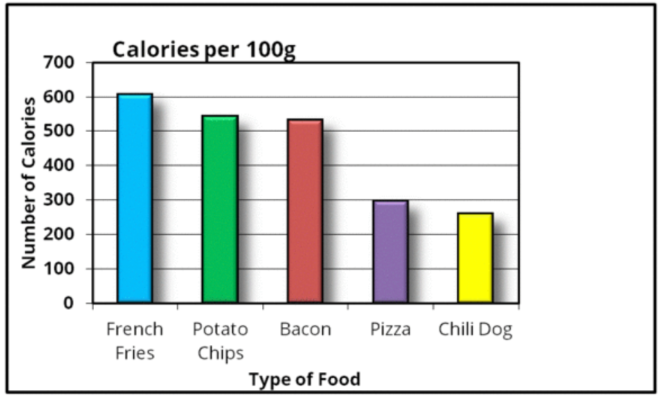 Calories per 100g
700
600
500
400
300
200
100
0
Number of Calories
French Fries
Potato Chips
Bacon
Pizza
Chili Dog
Type of Food